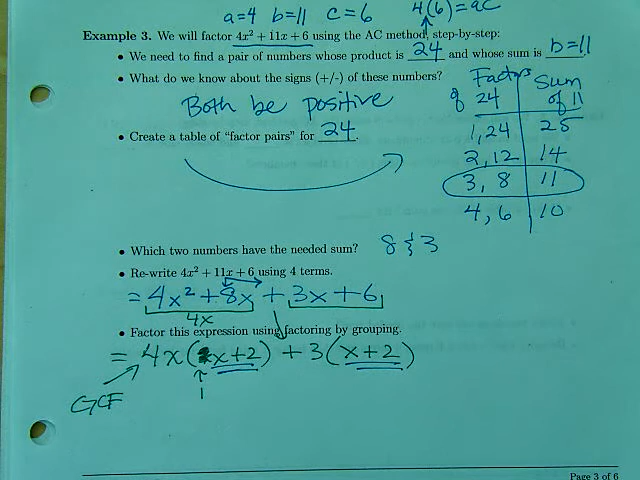 a=4 b=11 c=6 4(6)=ac
Example 3. We will factor 4x² + 11x + 6 using the AC method, step-by-step:
• We need to find a pair of numbers whose product is 24 and whose sum is b=11
• What do we know about the signs (+/-) of these numbers?
Both be positive
Factors of 24 Sum of 11
1, 24 25
2, 12 14
3, 8 11
4, 6 10
• Create a table of "factor pairs" for 24.
• Which two numbers have the needed sum? 8 & 3
• Re-write 4x² + 11x + 6 using 4 terms.
= 4x² + 8x + 3x + 6
4x
• Factor this expression using factoring by grouping.
= 4x(x+2) + 3(x+2)
GCF
1
Page 3 of 6